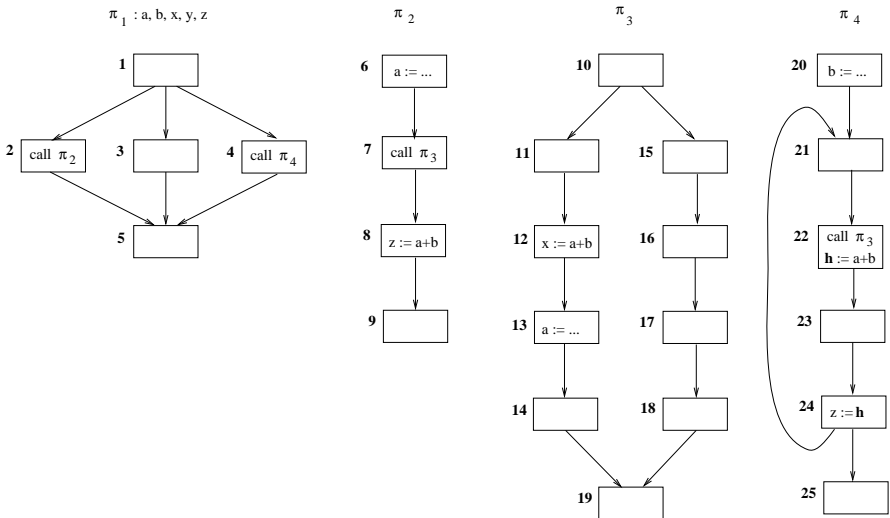 π1 : a, b, x, y, z
π2
π3
π4
1
2 call π2
3
4 call π4
5
6 a := ...
7 call π3
8 z := a+b
9
10
11
12 x := a+b
13 a := ...
14
15
16
17
18
19
20 b := ...
21
22 call π3
h := a+b
23
24 z := h
25